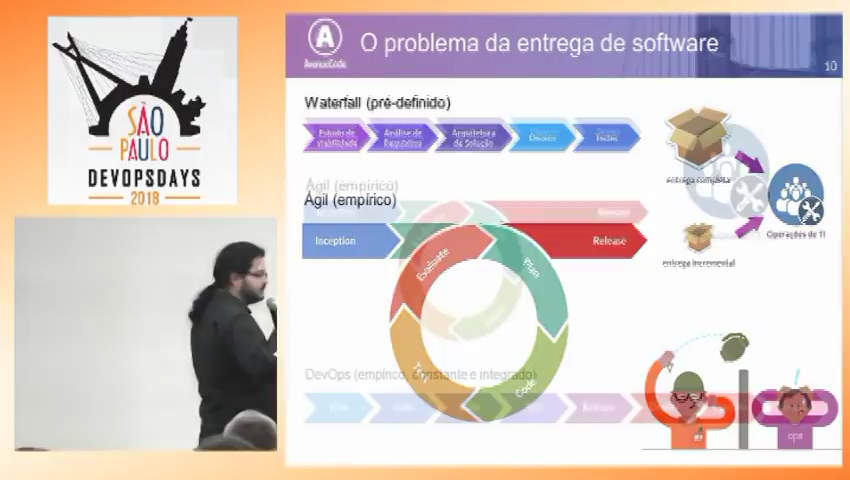 SÃO
PAULO
DEVOPSDAYS
2018
A
AvenueCode
O problema da entrega de software
10
Waterfall (pré-definido)
Estudo de
viabilidade
Análise de
Requisitos
Arquitetura
de Solução
entrega completa
Ágil (empírico)
Ágil (empírico)
Inception
Release
Evaluate
Plan
Code
Operações de TI
entrega incremental
DevOps (empírico, constante e integrado)
Release
ops